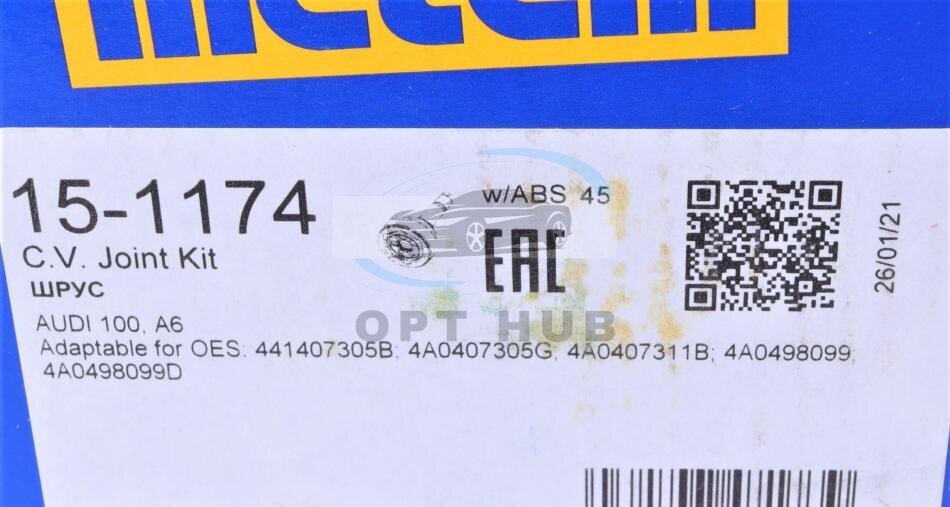 15-1174
w/ABS 45
C.V. Joint Kit
EAC
26/01/21
ШРУС
AUDI 100, A6
OPT HUB
Adaptable for OES: 441407305B; 4A0407305G; 4A0407311B; 4A0498099;
4A0498099D